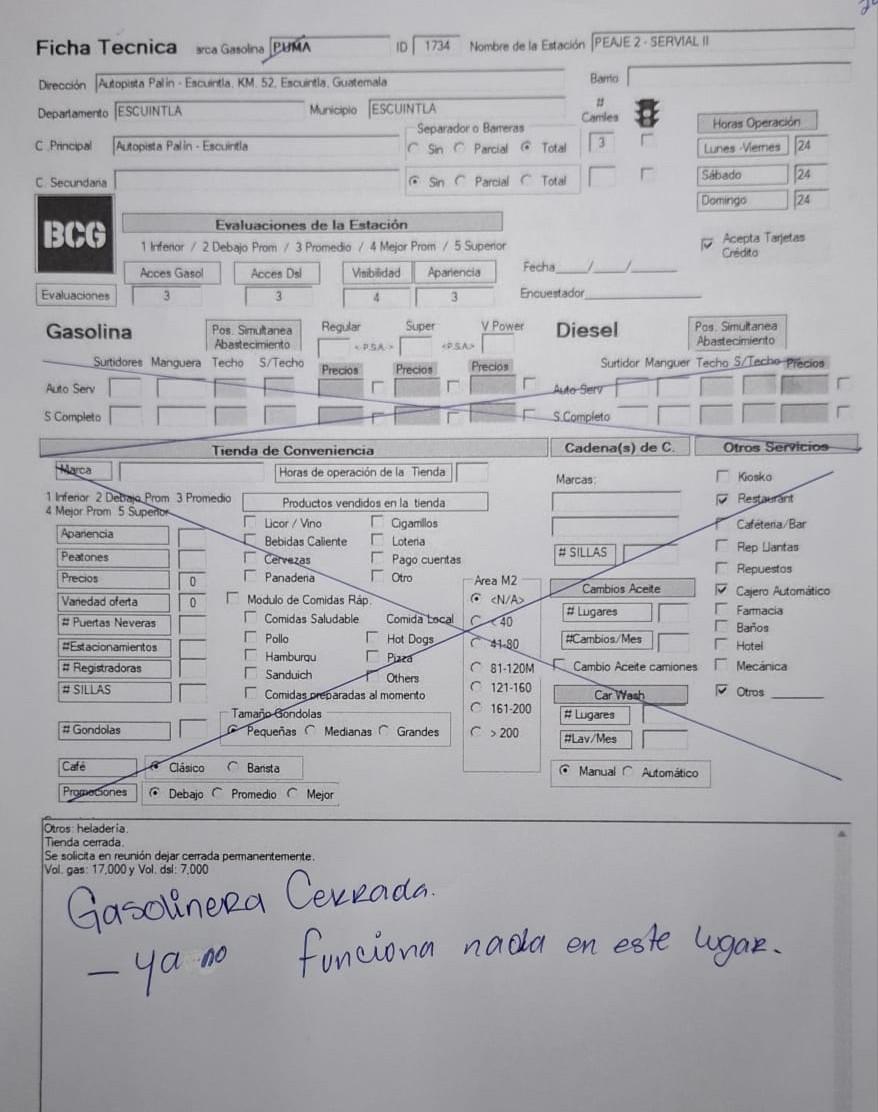 Ficha Tecnica arca Gasolina PUMA ID 1734 Nombre de la Estación PEAJE 2 - SERVIAL II
Dirección Autopista Palin - Escuintla, KM. 52, Escuintla, Guatemala Barrio
Departamento ESCUINTLA Municipio ESCUINTLA # Carriles
Horas Operación
Separador o Barreras
C .Principal Autopista Palin - Escuintla Sin Parcial Total 3 Lunes -Viernes 24
C. Secundaria Sin Parcial Total Sábado 24
Domingo 24
BCG
Evaluaciones de la Estación
1 Inferior / 2 Debajo Prom / 3 Promedio / 4 Mejor Prom / 5 Superior
Acepta Tarjetas Crédito
Acces Gasol Acces Dsl Visibilidad Apariencia Fecha____/____/_____
Evaluaciones 3 3 4 3 Encuestador_______________
Gasolina Pos. Simultanea Abastecimiento Regular Super V Power Diesel Pos. Simultanea Abastecimiento
<-P.S.A.-> <P.S.A.>
Surtidores Manguera Techo S/Techo Precios Precios Precios Surtidor Manguer Techo S/Techo Precios
Auto Serv Auto Serv
S Completo S.Completo
Tienda de Conveniencia Cadena(s) de C. Otros Servicios
Marca Horas de operación de la Tienda Marcas: Kiosko
1 Inferior 2 Debajo Prom 3 Promedio
4 Mejor Prom 5 Superior
Productos vendidos en la tienda Restaurant
Licor / Vino Cigarrillos Cafeteria/Bar
Apariencia Bebidas Caliente Loteria Rep Llantas
Peatones Cervezas Pago cuentas # SILLAS Repuestos
Precios 0 Panaderia Otro Area M2 Cambios Aceite Cajero Automático
Variedad oferta 0 Modulo de Comidas Ráp. <N/A> Farmacia
# Puertas Neveras Comidas Saludable Comida Local < 40 # Lugares Baños
#Estacionamientos Pollo Hot Dogs 41-80 #Cambios/Mes Hotel
# Registradoras Hamburgu Pizza 81-120M Cambio Aceite camiones Mecánica
# SILLAS Sanduich Others 121-160 Car Wash Otros ______
Comidas preparadas al momento
Tamaño Gondolas 161-200 # Lugares
# Gondolas Pequeñas Medianas Grandes > 200 #Lav/Mes
Café Clásico Barista Manual Automático
Promociones Debajo Promedio Mejor
Otros: heladería.
Tienda cerrada.
Se solicita en reunión dejar cerrada permanentemente.
Vol. gas: 17,000 y Vol. dsl: 7,000
Gasolinera Cerrada.
- ya no funciona nada en este lugar.